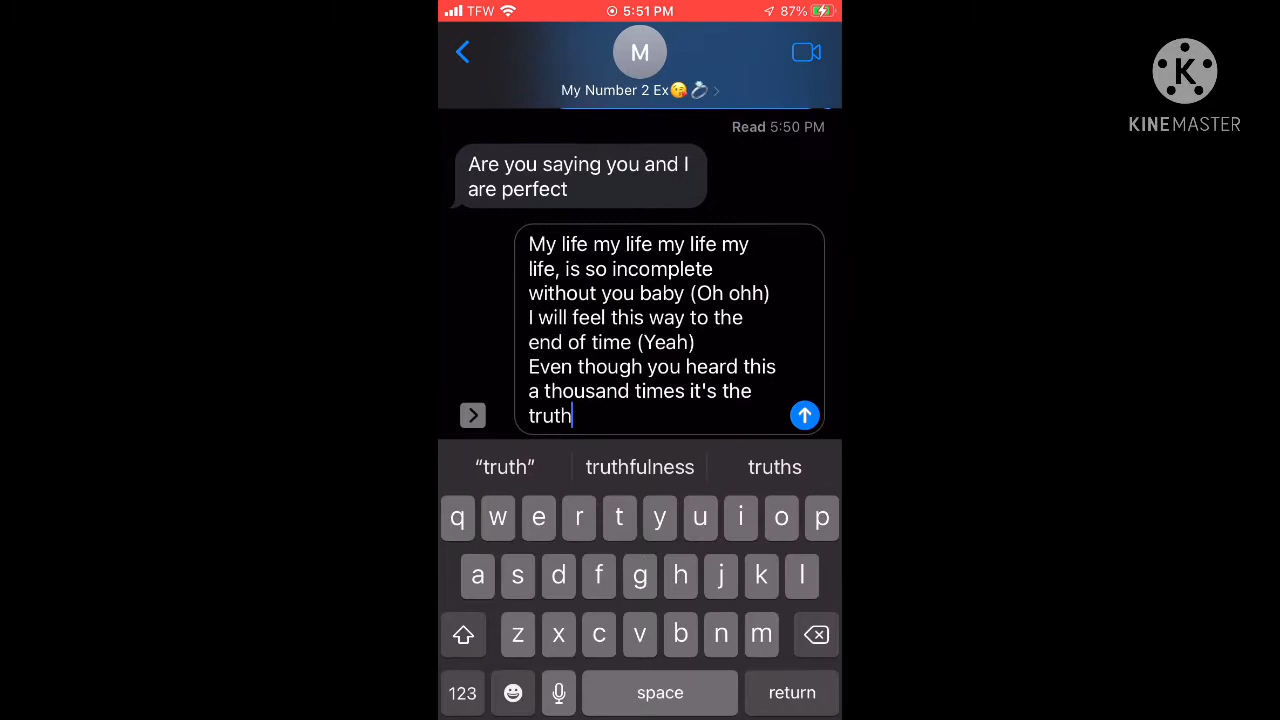 TFW 5:51 PM 87%
M
My Number 2 Ex😘💍
Read 5:50 PM
Are you saying you and I
are perfect
My life my life my life my
life, is so incomplete
without you baby (Oh ohh)
I will feel this way to the
end of time (Yeah)
Even though you heard this
a thousand times it's the
truth
“truth” truthfulness truths
q w e r t y u i o p
a s d f g h j k l
z x c v b n m
123 space return
K
KINEMASTER